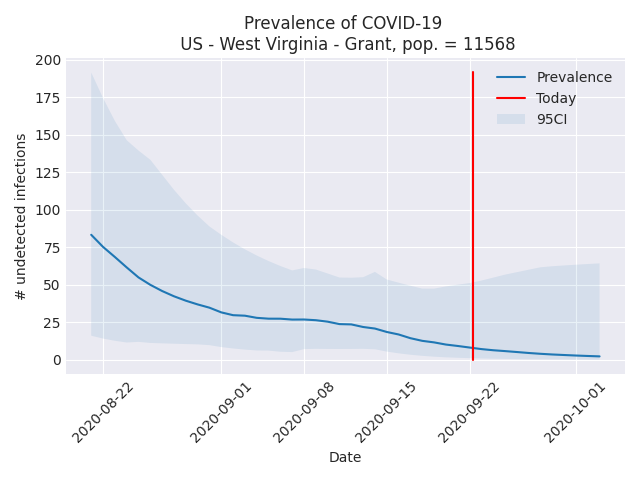 Prevalence of COVID-19
US - West Virginia - Grant, pop. = 11568
# undetected infections
200
175
150
125
100
75
50
25
0
Prevalence
Today
95CI
2020-08-22
2020-09-01
2020-09-08
2020-09-15
2020-09-22
2020-10-01
Date